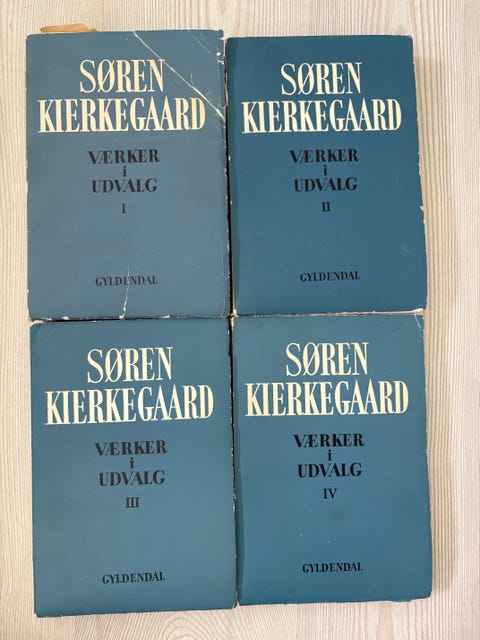 SØREN
KIERKEGAARD
VÆRKER
i
UDVALG
I
GYLDENDAL
SØREN
KIERKEGAARD
VÆRKER
i
UDVALG
II
GYLDENDAL
SØREN
KIERKEGAARD
VÆRKER
i
UDVALG
III
GYLDENDAL
SØREN
KIERKEGAARD
VÆRKER
i
UDVALG
IV
GYLDENDAL